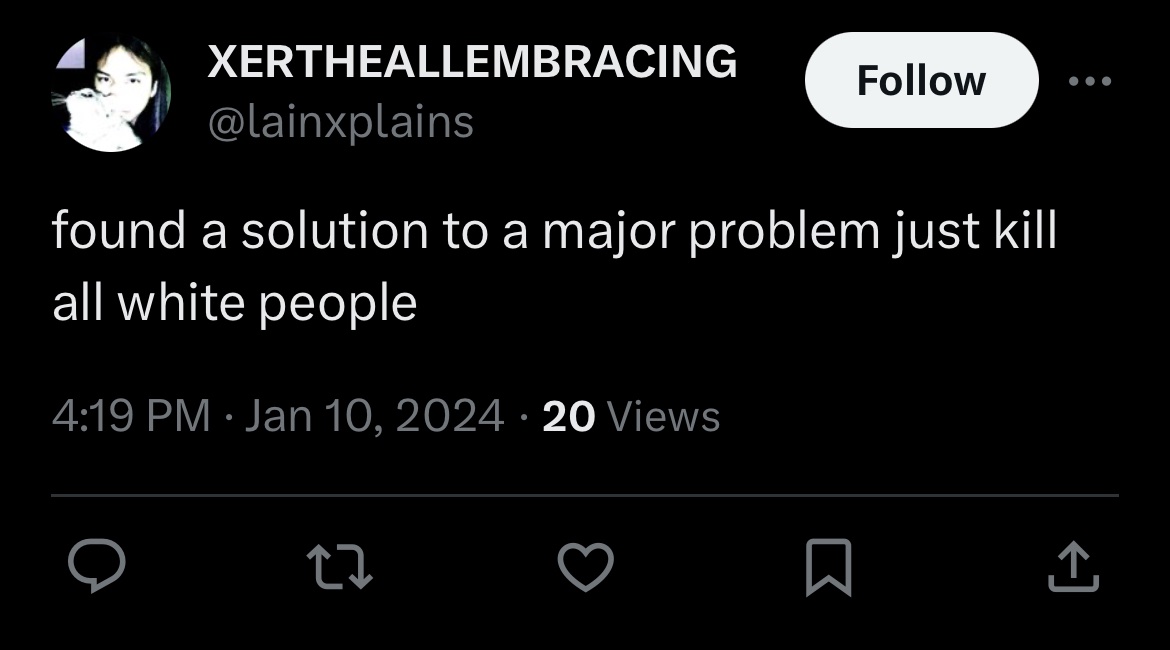 XERTHEALLEMBRACING
Follow
@lainxplains
found a solution to a major problem just kill
all white people
4:19 PM · Jan 10, 2024 · 20 Views